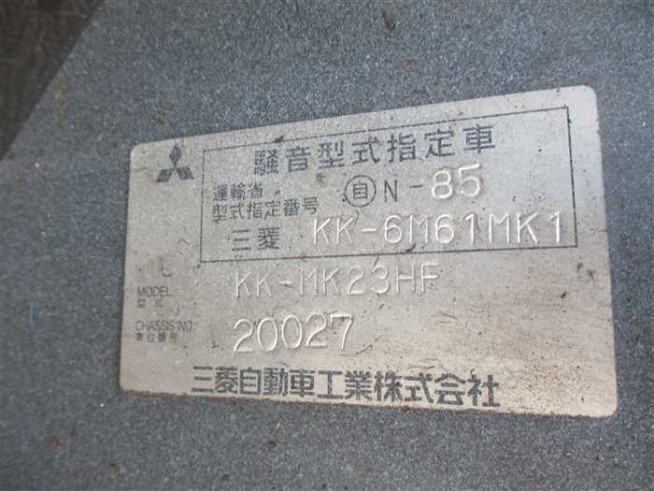 騒音型式指定車
運輸省
型式指定番号 自N-85
三菱 KK-6M61MK1
MODEL KK-MK23HF
型式
CHASSIS NO. 20027
車台番号
三菱自動車工業株式会社